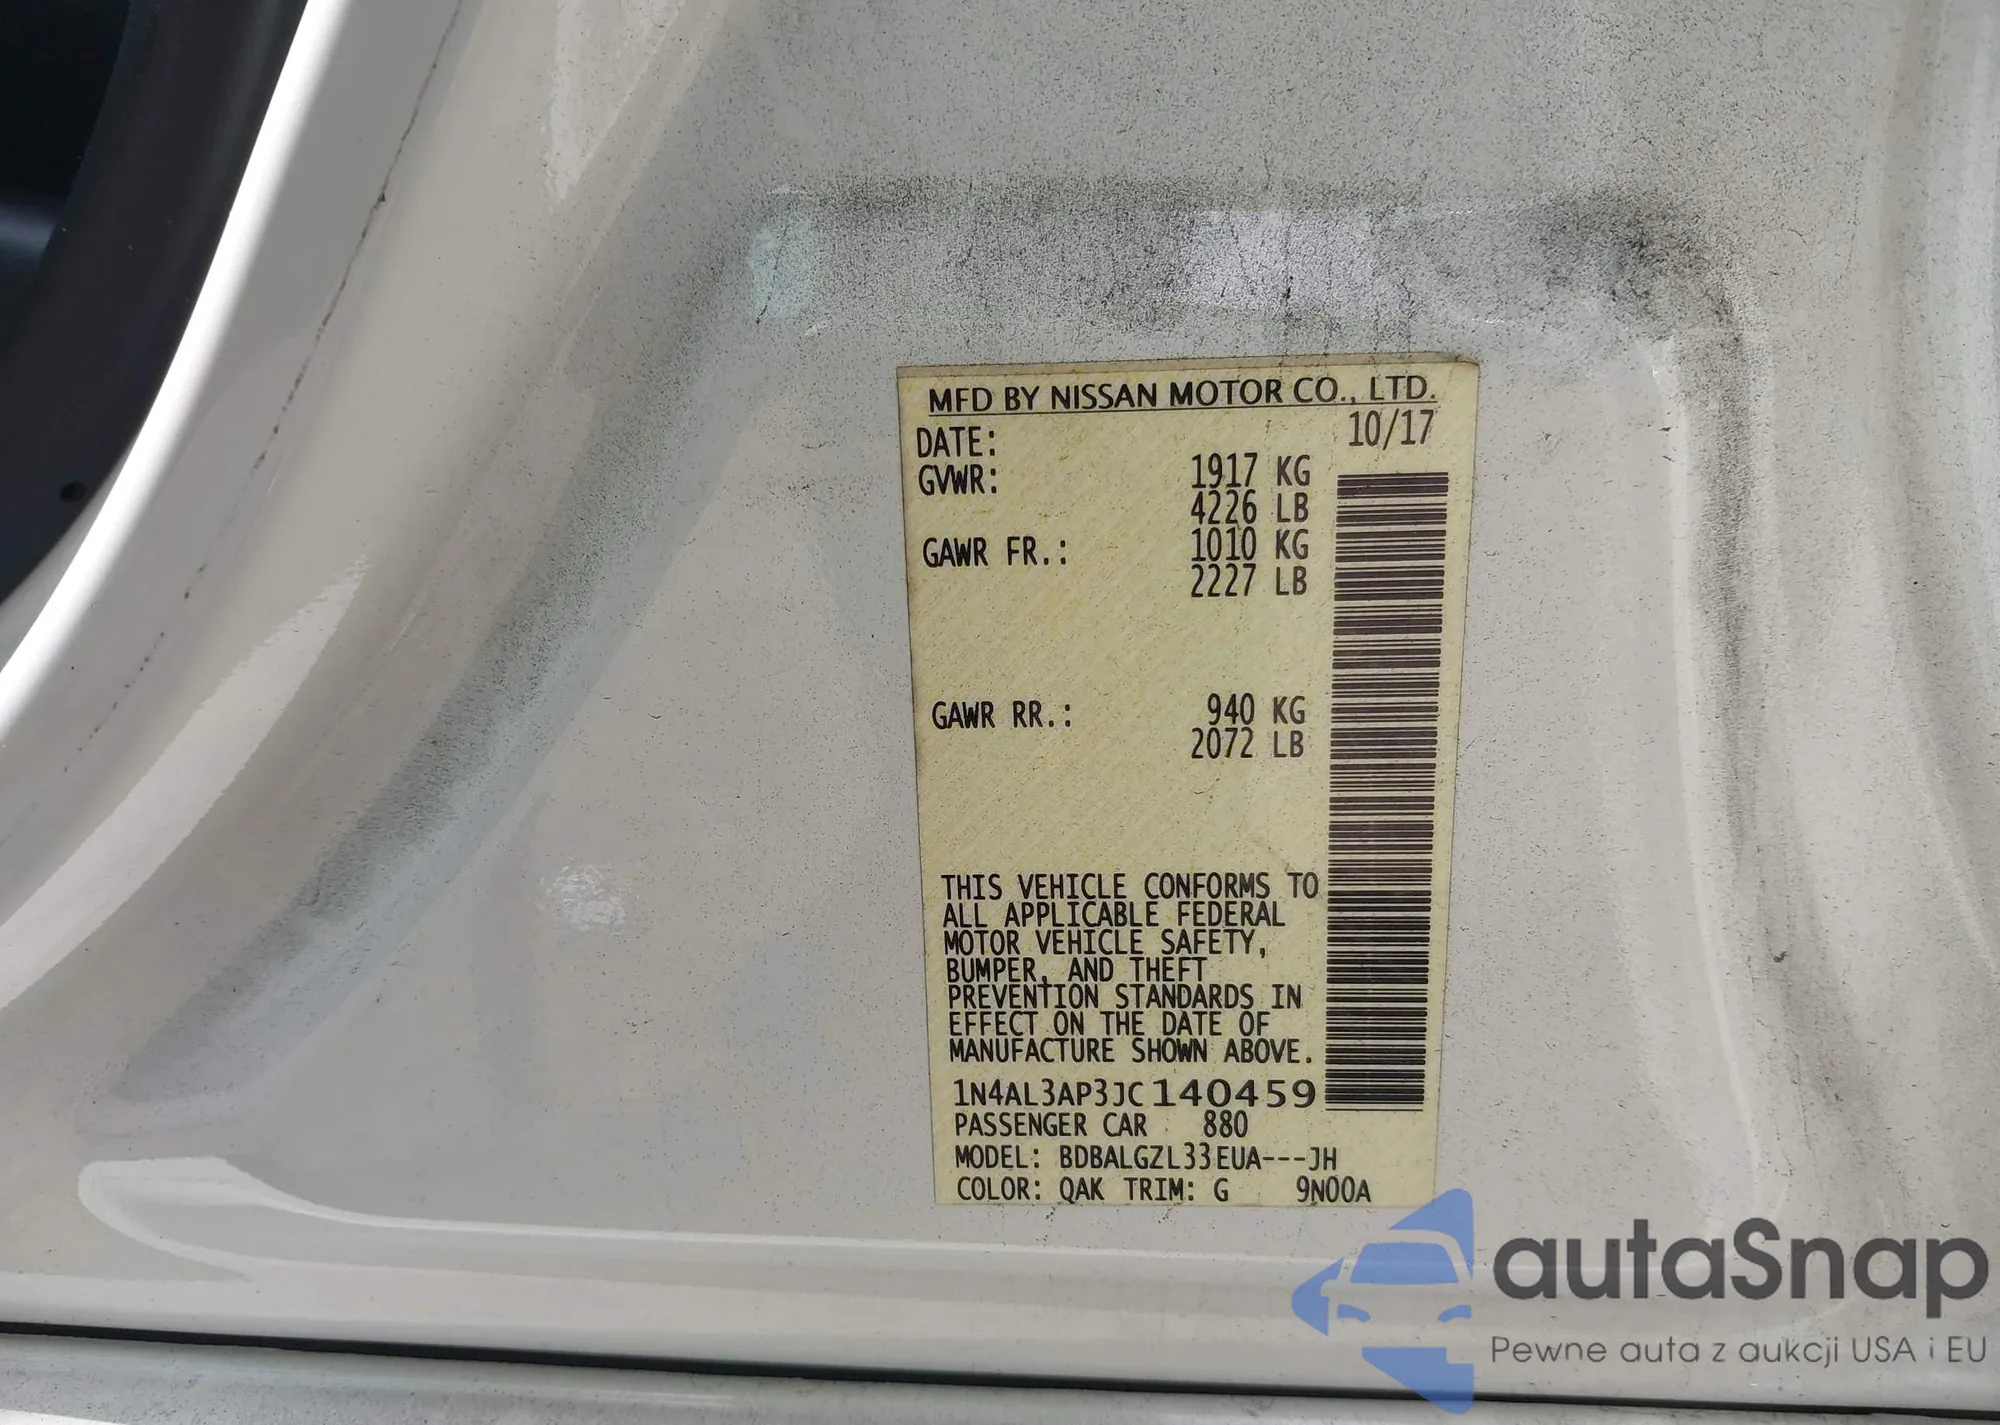 MFD BY NISSAN MOTOR CO., LTD.
DATE: 10/17
GVWR: 1917 KG
4226 LB
GAWR FR.: 1010 KG
2227 LB
GAWR RR.: 940 KG
2072 LB
THIS VEHICLE CONFORMS TO
ALL APPLICABLE FEDERAL
MOTOR VEHICLE SAFETY,
BUMPER, AND THEFT
PREVENTION STANDARDS IN
EFFECT ON THE DATE OF
MANUFACTURE SHOWN ABOVE.
1N4AL3AP3JC140459
PASSENGER CAR 880
MODEL: BDBALGZL33EUA---JH
COLOR: QAK TRIM: G 9N00A
autaSnap
Pewne auta z aukcji USA i EU